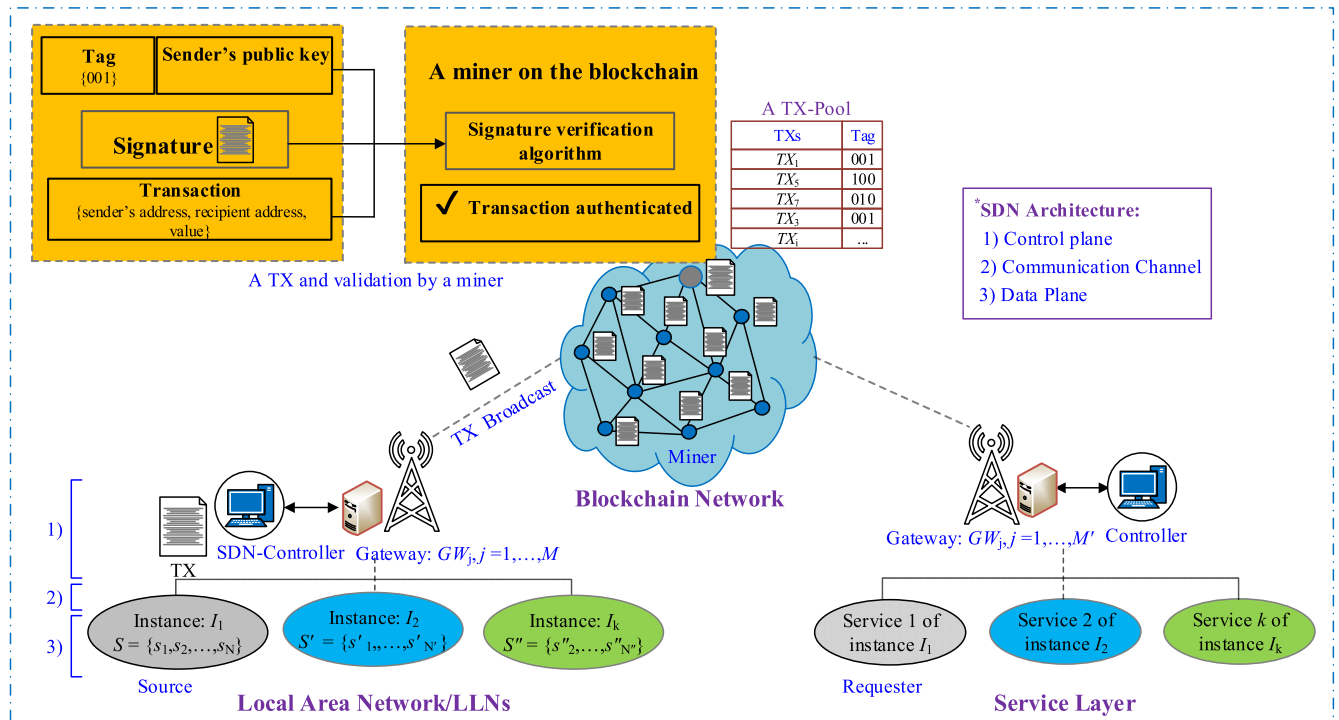 Tag
{001}
Sender’s public key
Signature
Transaction
{sender’s address, recipient address,
value}
A miner on the blockchain
Signature verification
algorithm
✓ Transaction authenticated
A TX and validation by a miner
A TX-Pool
TXs Tag
TX1 001
TX5 100
TX7 010
TX3 001
TXi ...
*SDN Architecture:
1) Control plane
2) Communication Channel
3) Data Plane
TX Broadcast
Miner
Blockchain Network
1)
TX
SDN-Controller
Gateway: GWj, j =1,…,M
Gateway: GWj, j =1,…,M′
Controller
2)
3)
Instance: I1
S = {s1,s2,…,sN}
Instance: I2
S′ = {s′1,,…,s′N′}
Instance: Ik
S″ = {s″2,…,s″N″}
Service 1 of
instance I1
Service 2 of
instance I2
Service k of
instance Ik
Source
Requester
Local Area Network/LLNs
Service Layer